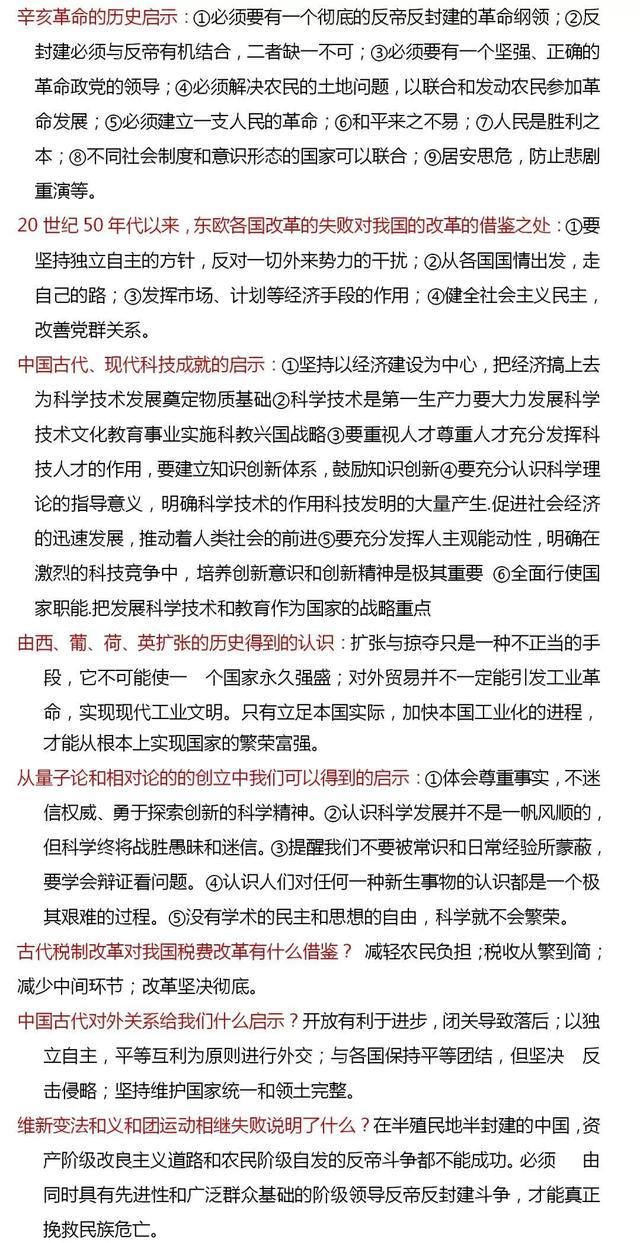 辛亥革命的历史启示：①必须要有一个彻底的反帝反封建的革命纲领；②反
封建必须与反帝有机结合，二者缺一不可；③必须要有一个坚强、正确的
革命政党的领导；④必须解决农民的土地问题，以联合和发动农民参加革
命发展；⑤必须建立一支人民的革命；⑥和平来之不易；⑦人民是胜利之
本；⑧不同社会制度和意识形态的国家可以联合；⑨居安思危，防止悲剧
重演等。
20 世纪 50 年代以来，东欧各国改革的失败对我国的改革的借鉴之处：①要
坚持独立自主的方针，反对一切外来势力的干扰；②从各国国情出发，走
自己的路；③发挥市场、计划等经济手段的作用；④健全社会主义民主，
改善党群关系。
中国古代、现代科技成就的启示：①坚持以经济建设为中心，把经济搞上去
为科学技术发展奠定物质基础②科学技术是第一生产力要大力发展科学
技术文化教育事业实施科教兴国战略③要重视人才尊重人才充分发挥科
技人才的作用，要建立知识创新体系，鼓励知识创新④要充分认识科学理
论的指导意义，明确科学技术的作用科技发明的大量产生.促进社会经济
的迅速发展，推动着人类社会的前进⑤要充分发挥人主观能动性，明确在
激烈的科技竞争中，培养创新意识和创新精神是极其重要 ⑥全面行使国
家职能.把发展科学技术和教育作为国家的战略重点
由西、葡、荷、英扩张的历史得到的认识：扩张与掠夺只是一种不正当的手
段，它不可能使一 个国家永久强盛；对外贸易并不一定能引发工业革
命，实现现代工业文明。只有立足本国实际，加快本国工业化的进程，
才能从根本上实现国家的繁荣富强。
从量子论和相对论的的创立中我们可以得到的启示：①体会尊重事实，不迷
信权威、勇于探索创新的科学精神。②认识科学发展并不是一帆风顺的，
但科学终将战胜愚昧和迷信。③提醒我们不要被常识和日常经验所蒙蔽，
要学会辩证看问题。④认识人们对任何一种新生事物的认识都是一个极
其艰难的过程。⑤没有学术的民主和思想的自由，科学就不会繁荣。
古代税制改革对我国税费改革有什么借鉴？ 减轻农民负担；税收从繁到简；
减少中间环节；改革坚决彻底。
中国古代对外关系给我们什么启示？开放有利于进步，闭关导致落后；以独
立自主，平等互利为原则进行外交；与各国保持平等团结，但坚决 反
击侵略；坚持维护国家统一和领土完整。
维新变法和义和团运动相继失败说明了什么？在半殖民地半封建的中国，资
产阶级改良主义道路和农民阶级自发的反帝斗争都不能成功。必须 由
同时具有先进性和广泛群众基础的阶级领导反帝反封建斗争，才能真正
挽救民族危亡。